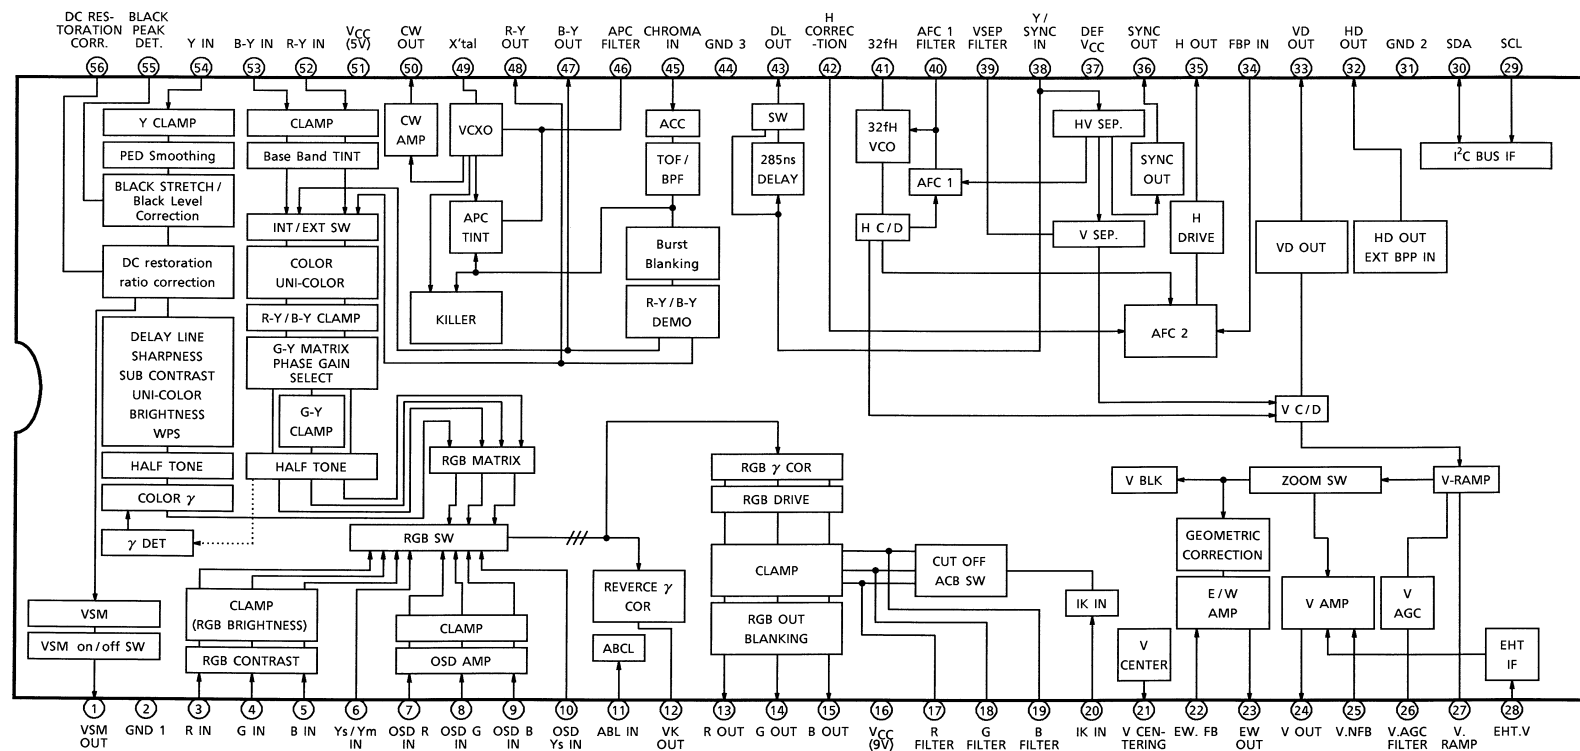 DC RES-
TORATION
CORR.
BLACK
PEAK
DET.
Y IN
B-Y IN
R-Y IN
VCC
(5V)
CW
OUT
X'tal
R-Y
OUT
B-Y
OUT
APC
FILTER
CHROMA
IN
GND 3
DL
OUT
H
CORREC
-TION
32fH
AFC 1
FILTER
VSEP
FILTER
Y /
SYNC
IN
DEF
VCC
SYNC
OUT
H OUT
FBP IN
VD
OUT
HD
OUT
GND 2
SDA
SCL
56 55 54 53 52 51 50 49 48 47 46 45 44 43 42 41 40 39 38 37 36 35 34 33 32 31 30 29
Y CLAMP
PED Smoothing
BLACK STRETCH /
Black Level
Correction
DC restoration
ratio correction
DELAY LINE
SHARPNESS
SUB CONTRAST
UNI-COLOR
BRIGHTNESS
WPS
HALF TONE
COLOR γ
γ DET
VSM
VSM on / off SW
CLAMP
Base Band TINT
INT / EXT SW
COLOR
UNI-COLOR
R-Y / B-Y CLAMP
G-Y MATRIX
PHASE GAIN
SELECT
G-Y
CLAMP
HALF TONE
CLAMP
(RGB BRIGHTNESS)
RGB CONTRAST
CW
AMP
VCXO
APC
TINT
KILLER
RGB MATRIX
RGB SW
CLAMP
OSD AMP
ACC
TOF /
BPF
Burst
Blanking
R-Y / B-Y
DEMO
REVERCE γ
COR
ABCL
SW
285ns
DELAY
RGB γ COR
RGB DRIVE
CLAMP
RGB OUT
BLANKING
CUT OFF
ACB SW
IK IN
32fH
VCO
AFC 1
H C / D
HV SEP.
SYNC
OUT
V SEP.
H
DRIVE
AFC 2
VD OUT
HD OUT
EXT BPP IN
I2C BUS IF
V C / D
V BLK
ZOOM SW
V-RAMP
GEOMETRIC
CORRECTION
E / W
AMP
V AMP
V
AGC
V
CENTER
EHT
IF
1 2 3 4 5 6 7 8 9 10 11 12 13 14 15 16 17 18 19 20 21 22 23 24 25 26 27 28
VSM
OUT
GND 1
R IN
G IN
B IN
Ys / Ym
IN
OSD R
IN
OSD G
IN
OSD B
IN
OSD
Ys IN
ABL IN
VK
OUT
R OUT
G OUT
B OUT
VCC
(9V)
R
FILTER
G
FILTER
B
FILTER
IK IN
V CEN-
TERING
EW. FB
EW
OUT
V OUT
V.NFB
V.AGC
FILTER
V.
RAMP
EHT.V